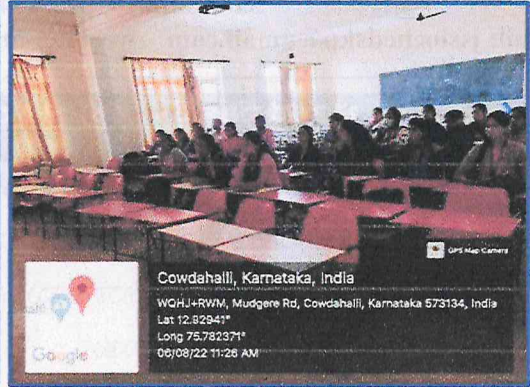 GPS Map Camera
Cowdahalli, Karnataka, India
WQHJ+RWM, Mudgere Rd, Cowdahalli, Karnataka 573134, India
Lat 12.92941°
Long 75.782371°
06/08/22 11:26 AM
Google